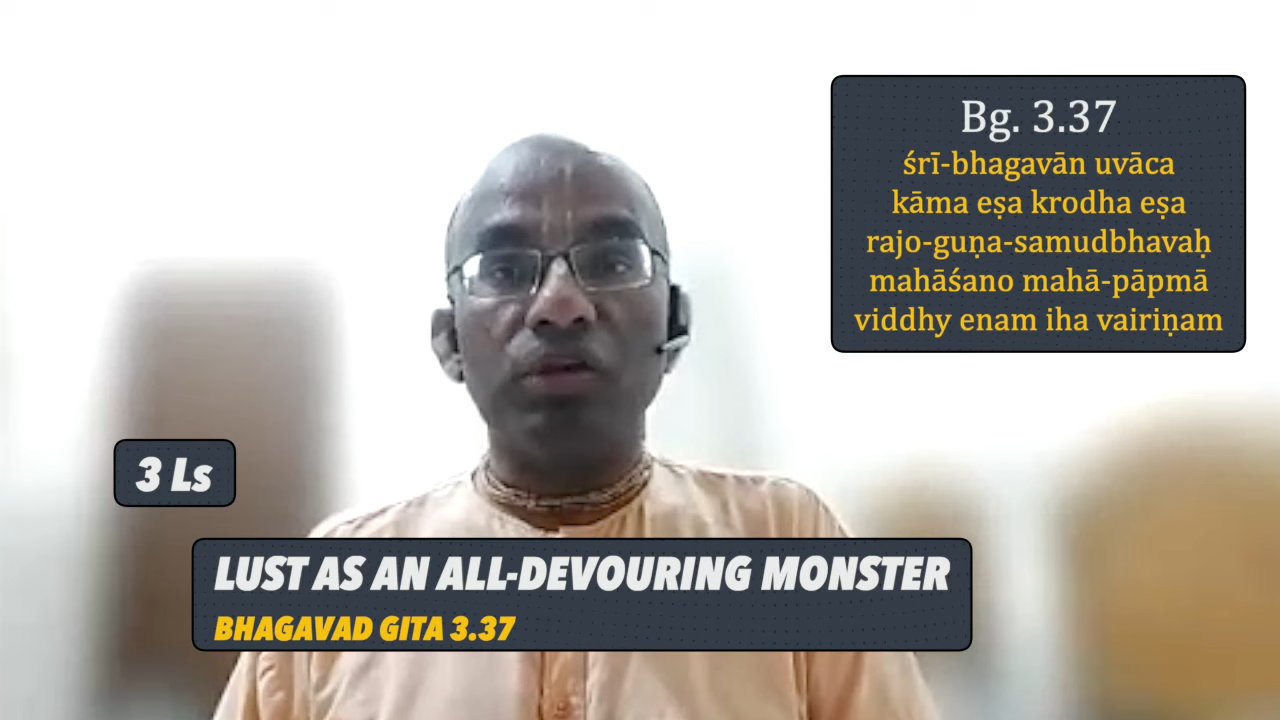 Bg. 3.37
śrī-bhagavān uvāca
kāma eṣa krodha eṣa
rajo-guṇa-samudbhavaḥ
mahāśano mahā-pāpmā
viddhy enam iha vairiṇam
3 Ls
LUST AS AN ALL-DEVOURING MONSTER
BHAGAVAD GITA 3.37